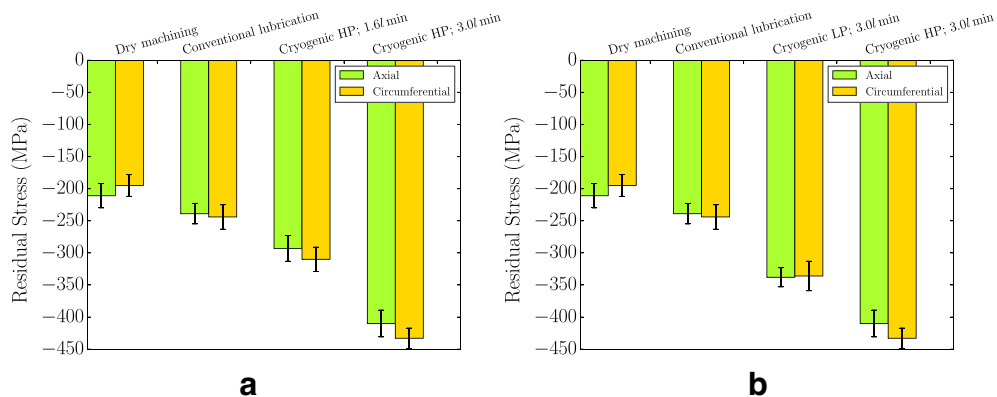 Dry machining
Conventional lubrication
Cryogenic HP; 1.6l min
Cryogenic HP; 3.0l min
Residual Stress (MPa)
0
−50
−100
−150
−200
−250
−300
−350
−400
−450
Axial
Circumferential
a
Dry machining
Conventional lubrication
Cryogenic LP; 3.0l min
Cryogenic HP; 3.0l min
Residual Stress (MPa)
0
−50
−100
−150
−200
−250
−300
−350
−400
−450
Axial
Circumferential
b